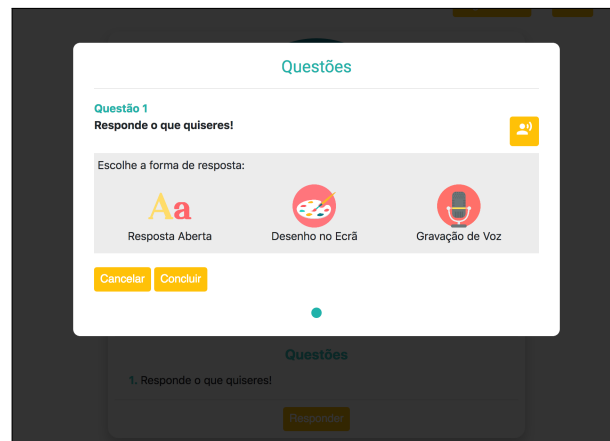 Questões
Questão 1
Responde o que quiseres!
Escolhe a forma de resposta:
Aa
Resposta Aberta
Desenho no Ecrã
Gravação de Voz
Cancelar
Concluir
Questões
1. Responde o que quiseres!
Responder